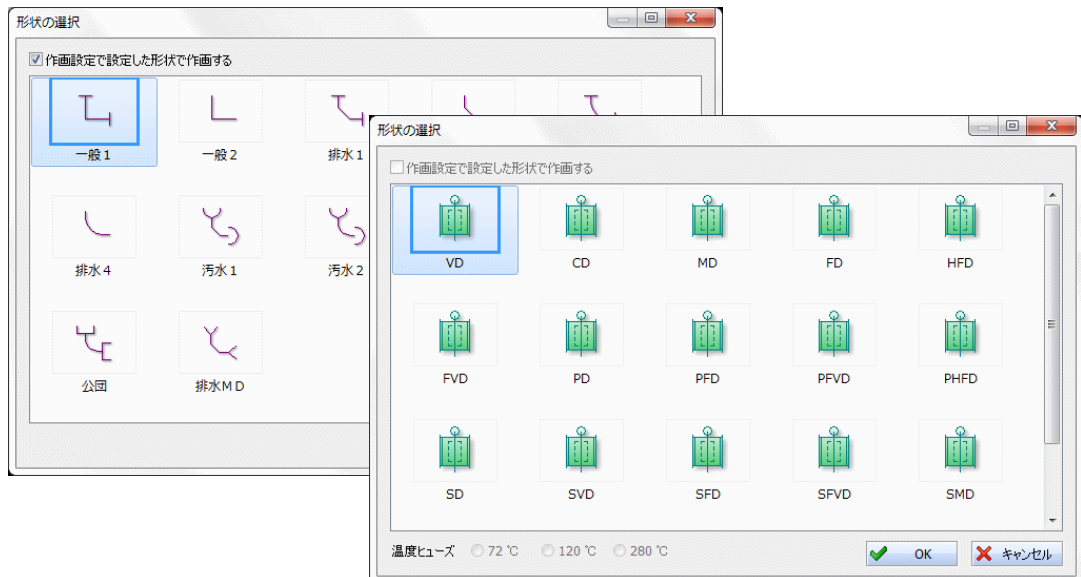 形状の選択
作画設定で設定した形状で作画する
一般1
一般2
排水1
排水4
汚水1
汚水2
公団
排水MD
形状の選択
作画設定で設定した形状で作画する
VD
CD
MD
FD
HFD
FVD
PD
PFD
PFVD
PHFD
SD
SVD
SFD
SFVD
SMD
温度ヒューズ
72 ℃
120 ℃
280 ℃
OK
キャンセル